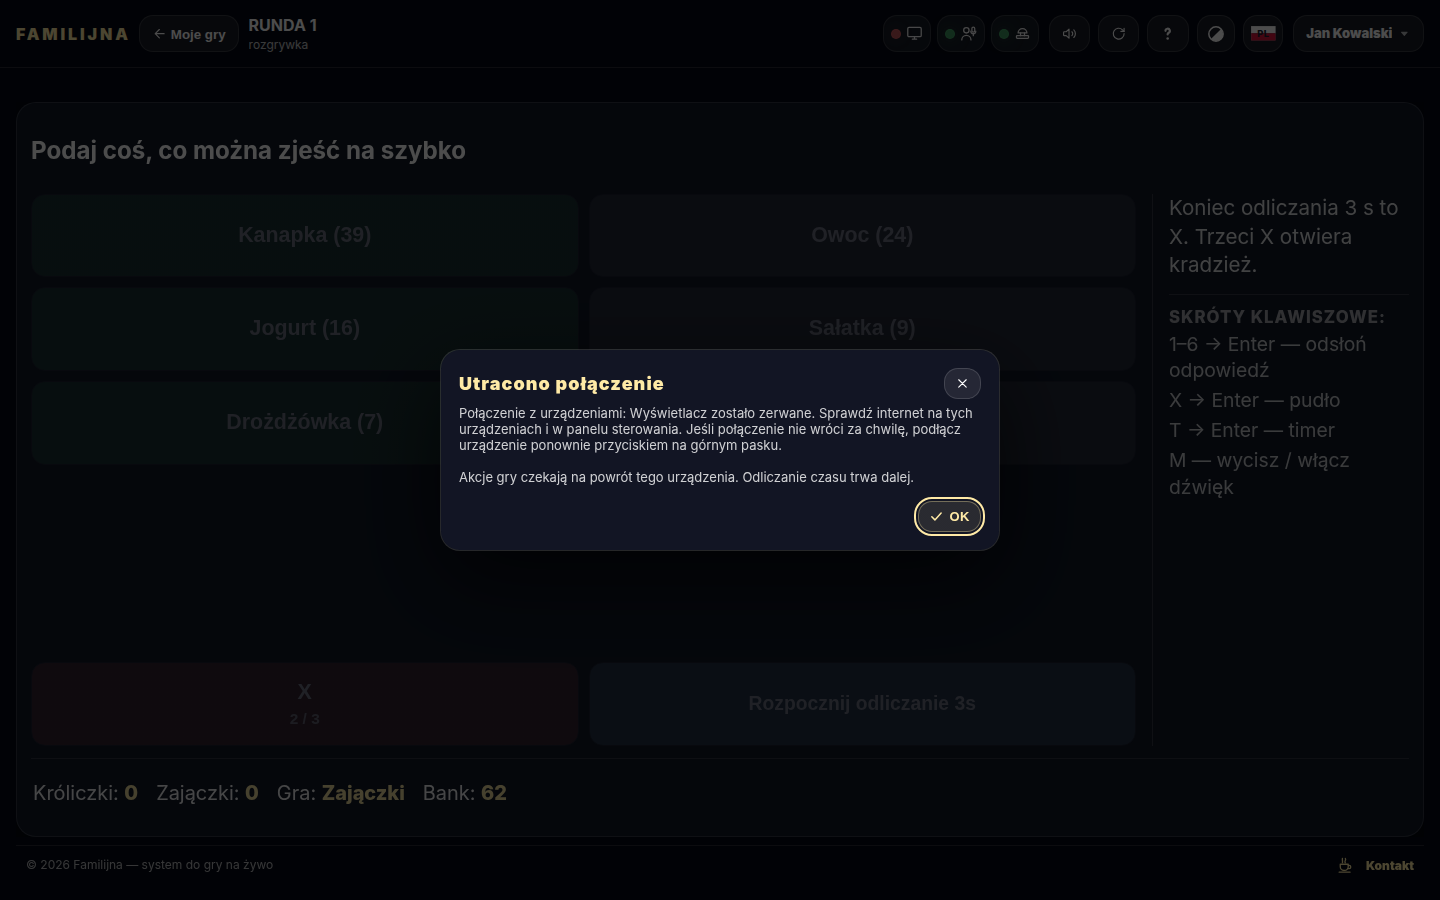 FAMILIJNA
← Moje gry
RUNDA 1
rozgrywka
?
PL
Jan Kowalski
Podaj coś, co można zjeść na szybko
Kanapka (39)
Owoc (24)
Jogurt (16)
Sałatka (9)
Drożdżówka (7)
Koniec odliczania 3 s to
X. Trzeci X otwiera
kradzież.
SKRÓTY KLAWISZOWE:
1–6 → Enter — odsłoń
odpowiedź
X → Enter — pudło
T → Enter — timer
M — wycisz / włącz
dźwięk
Utracono połączenie
Połączenie z urządzeniami: Wyświetlacz zostało zerwane. Sprawdź internet na tych
urządzeniach i w panelu sterowania. Jeśli połączenie nie wróci za chwilę, podłącz
urządzenie ponownie przyciskiem na górnym pasku.
Akcje gry czekają na powrót tego urządzenia. Odliczanie czasu trwa dalej.
OK
X
2 / 3
Rozpocznij odliczanie 3s
Króliczki: 0 Zajączki: 0 Gra: Zajączki Bank: 62
© 2026 Familijna — system do gry na żywo
Kontakt